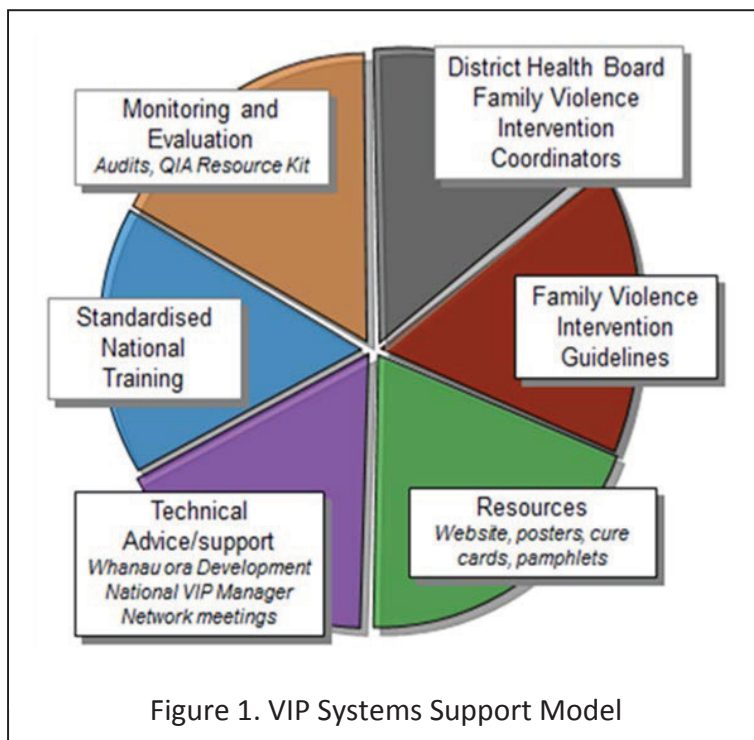 Monitoring and
Evaluation
Audits, QIA Resource Kit
District Health Board
Family Violence
Intervention
Coordinators
Standardised
National
Training
Family Violence
Intervention
Guidelines
Technical
Advice/support
Whanau ora Development
National VIP Manager
Network meetings
Resources
Website, posters, cure
cards, pamphlets
Figure 1. VIP Systems Support Model